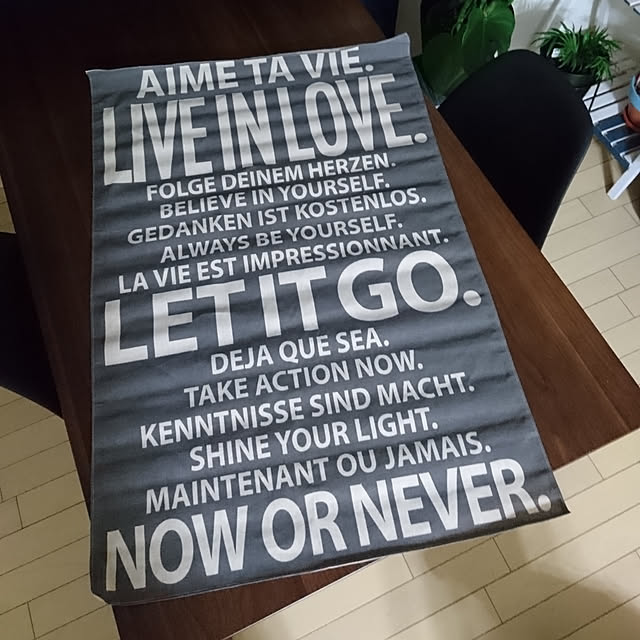 AIME TA VIE.
LIVE IN LOVE.
FOLGE DEINEM HERZEN.
BELIEVE IN YOURSELF.
GEDANKEN IST KOSTENLOS.
ALWAYS BE YOURSELF.
LA VIE EST IMPRESSIONNANT.
LET IT GO.
DEJA QUE SEA.
TAKE ACTION NOW.
KENNTNISSE SIND MACHT.
SHINE YOUR LIGHT.
MAINTENANT OU JAMAIS.
NOW OR NEVER.